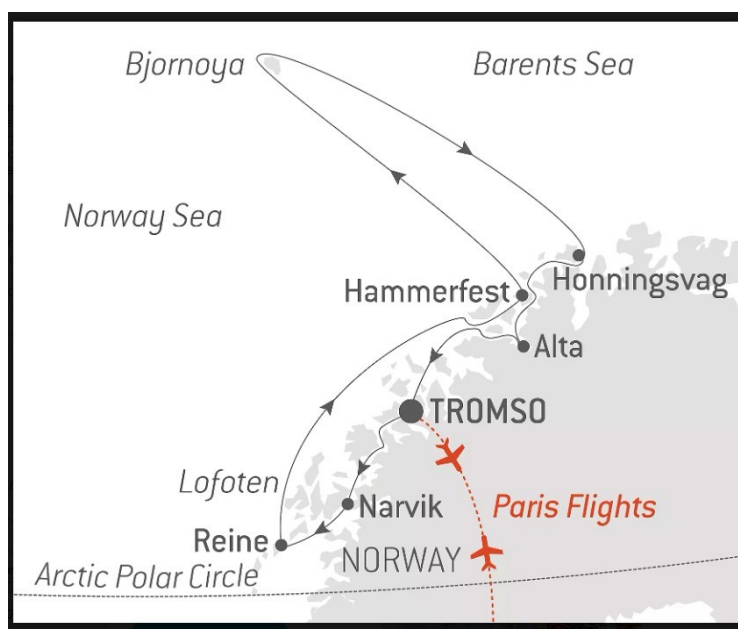 Bjornoya
Barents Sea
Norway Sea
Honningsvag
Hammerfest
Alta
TROMSO
Lofoten
Narvik
Paris Flights
Reine
NORWAY
Arctic Polar Circle